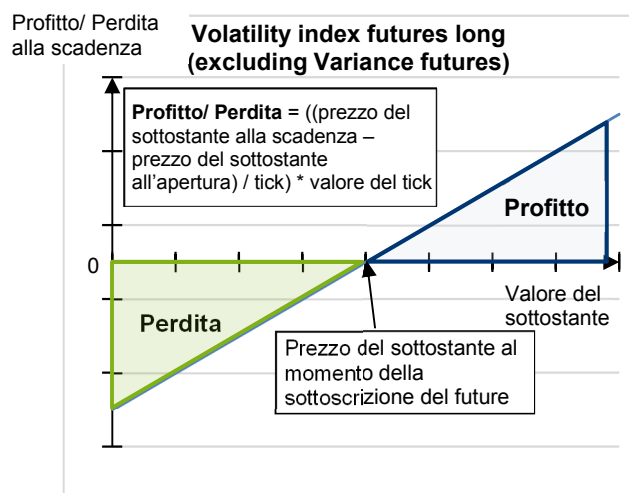 Profitto/ Perdita
alla scadenza
Volatility index futures long
(excluding Variance futures)
Profitto/ Perdita = ((prezzo del
sottostante alla scadenza –
prezzo del sottostante
all'apertura) / tick) * valore del tick
Profitto
0
Valore del
sottostante
Perdita
Prezzo del sottostante al
momento della
sottoscrizione del future